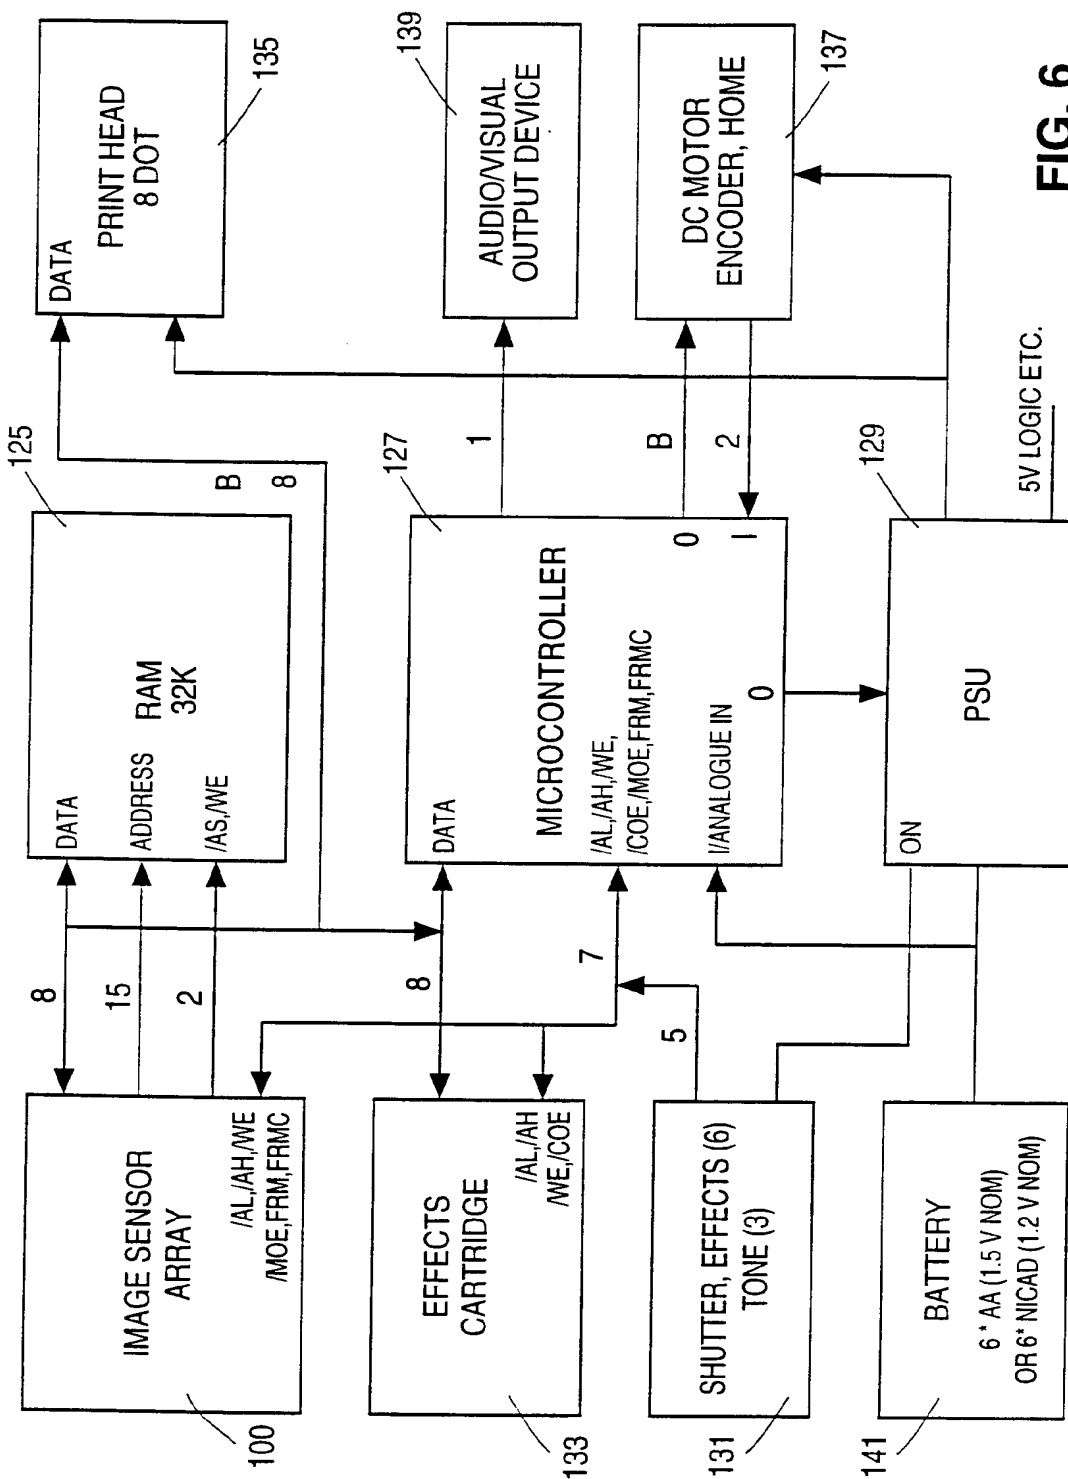 IMAGE SENSOR
ARRAY
/AL,/AH,/WE
/MOE,FRM,FRMC
100
8
15
2
DATA
ADDRESS
/AS,/WE
RAM
32K
125
B
8
DATA
PRINT HEAD
8 DOT
135
EFFECTS
CARTRIDGE
/AL,/AH
/WE,/COE
133
8
7
5
DATA
MICROCONTROLLER
/AL,/AH,/WE,
/COE,/MOE,FRM,FRMC
I/ANALOGUE IN
0
0
I
127
1
B
2
AUDIO/VISUAL
OUTPUT DEVICE
139
DC MOTOR
ENCODER, HOME
137
SHUTTER, EFFECTS (6)
TONE (3)
131
BATTERY
6 * AA (1.5 V NOM)
OR 6* NICAD (1.2 V NOM)
141
ON
PSU
129
5V LOGIC ETC.
FIG. 6